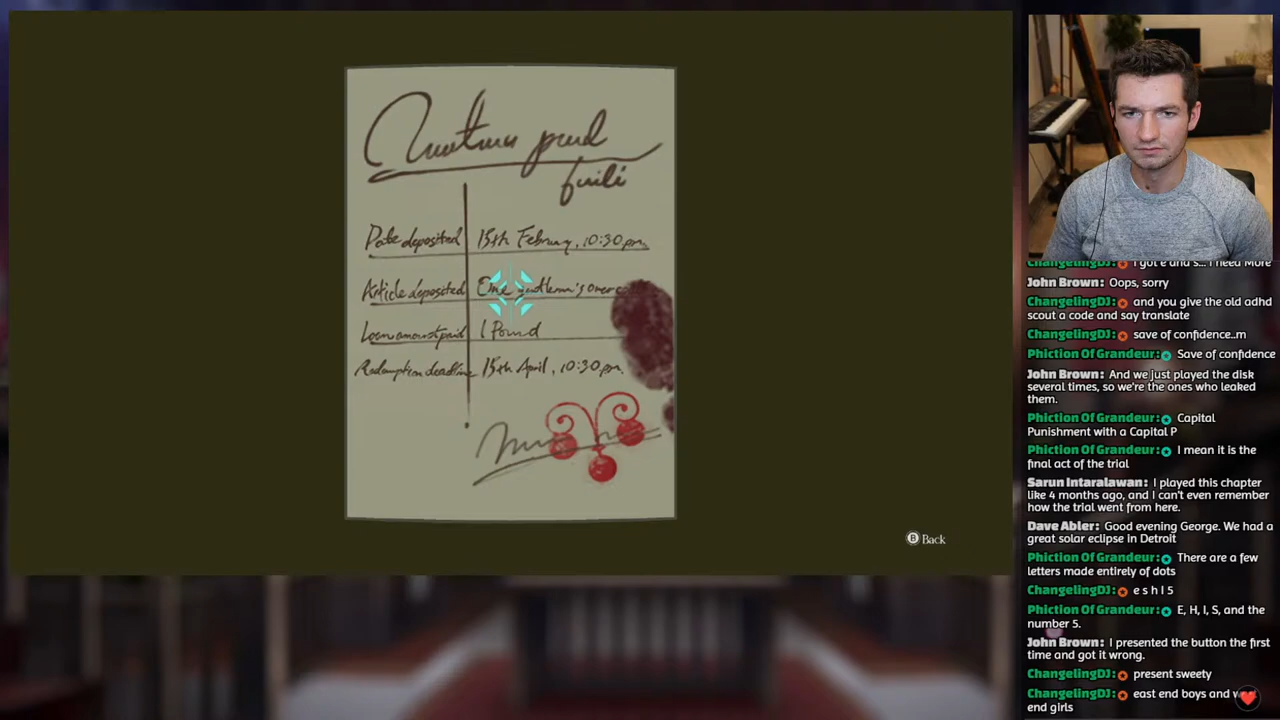 Date deposited 15th February, 10:30 pm.
Article deposited One gentleman's overco
Loan amount paid 1 Pound
Redemption deadline 15th April, 10:30 pm.
B Back
ChangelingDJ: I got e and s... I need More
John Brown: Oops, sorry
ChangelingDJ: and you give the old adhd
scout a code and say translate
ChangelingDJ: save of confidence..m
Phiction Of Grandeur: Save of confidence
John Brown: And we just played the disk
several times, so we're the ones who leaked
them.
Phiction Of Grandeur: Capital
Punishment with a Capital P
Phiction Of Grandeur: I mean it is the
final act of the trial
Sarun Intaralawan: I played this chapter
like 4 months ago, and I can't even remember
how the trial went from here.
Dave Abler: Good evening George. We had a
great solar eclipse in Detroit
Phiction Of Grandeur: There are a few
letters made entirely of dots
ChangelingDJ: e s h I 5
Phiction Of Grandeur: E, H, I, S, and the
number 5.
John Brown: I presented the button the first
time and got it wrong.
ChangelingDJ: present sweety
ChangelingDJ: east end boys and
end girls